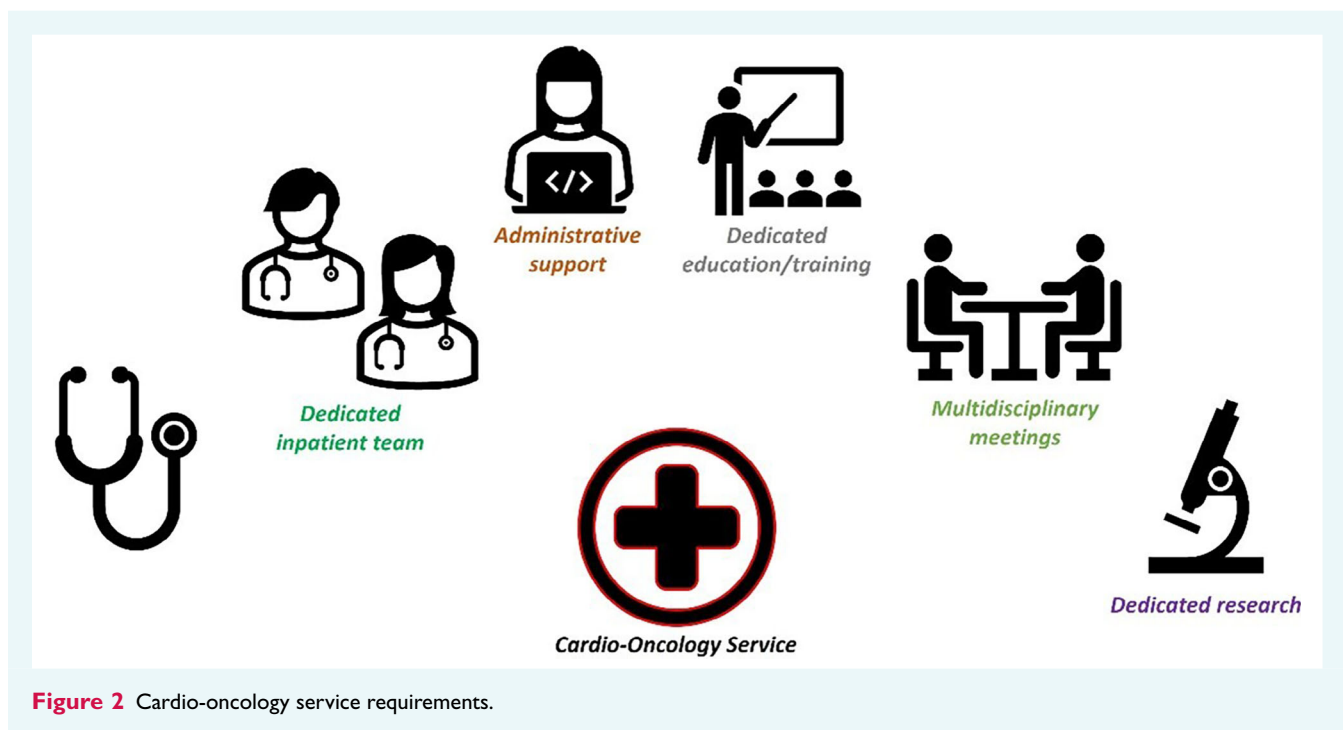 </>
Administrative
support
Dedicated
education/training
Dedicated
inpatient team
Multidisciplinary
meetings
Dedicated research
Cardio-Oncology Service
Figure 2 Cardio-oncology service requirements.